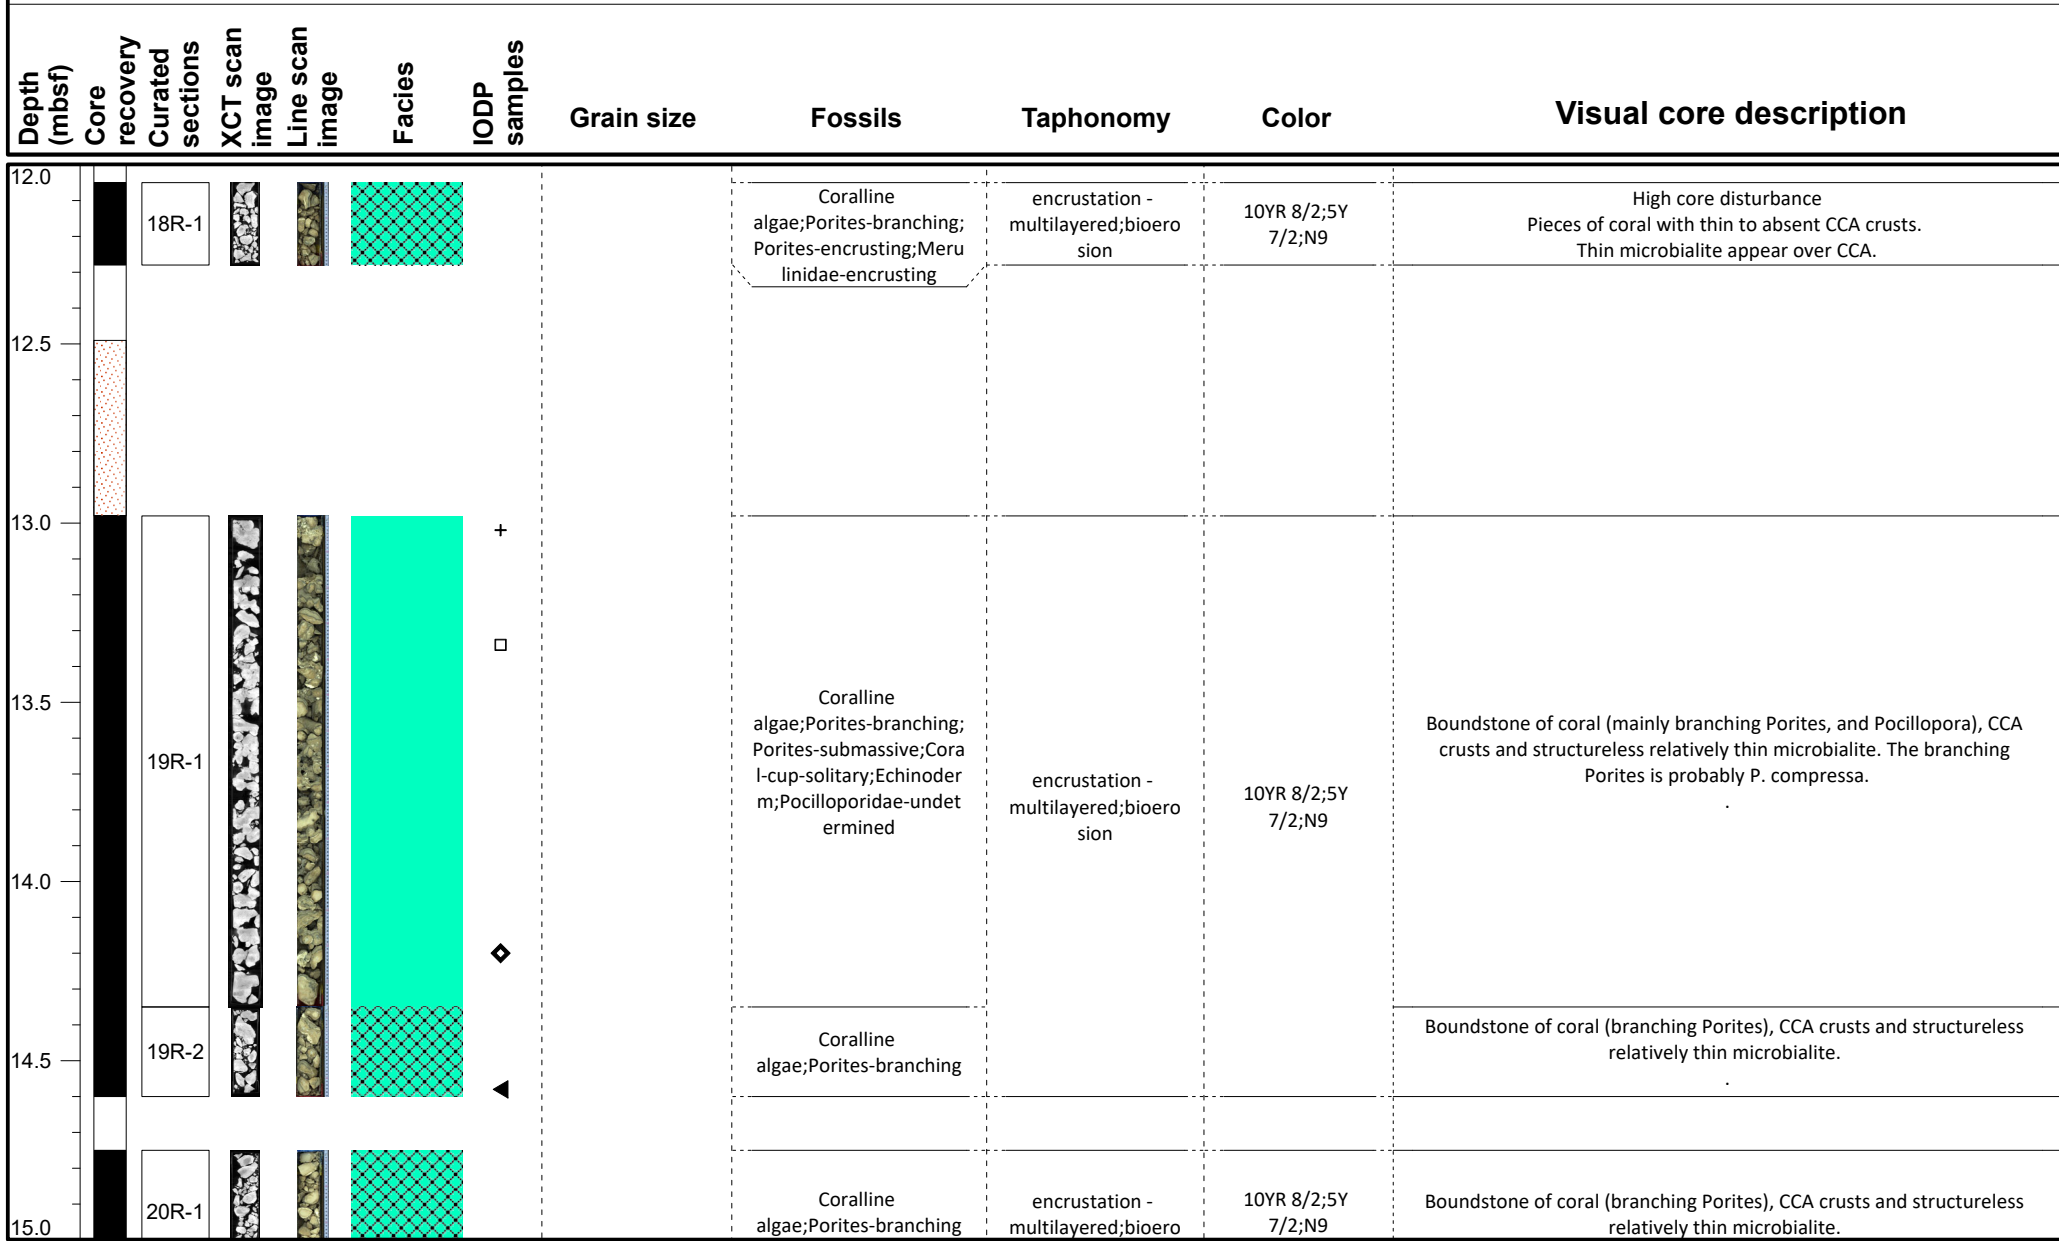 Depth
(mbsf)
Core
recovery
Curated
sections
XCT scan
image
Line scan
image
Facies
IODP
samples
Grain size
Fossils
Taphonomy
Color
Visual core description
12.0
18R-1
Coralline
algae;Porites-branching;
Porites-encrusting;Meru
linidae-encrusting
encrustation -
multilayered;bioero
sion
10YR 8/2;5Y
7/2;N9
High core disturbance
Pieces of coral with thin to absent CCA crusts.
Thin microbialite appear over CCA.
12.5
13.0
+
13.5
19R-1
Coralline
algae;Porites-branching;
Porites-submassive;Cora
l-cup-solitary;Echinoder
m;Pocilloporidae-undet
ermined
encrustation -
multilayered;bioero
sion
10YR 8/2;5Y
7/2;N9
Boundstone of coral (mainly branching Porites, and Pocillopora), CCA
crusts and structureless relatively thin microbialite. The branching
Porites is probably P. compressa.
.
14.0
19R-2
Coralline
algae;Porites-branching
Boundstone of coral (branching Porites), CCA crusts and structureless
relatively thin microbialite.
.
14.5
20R-1
Coralline
algae;Porites-branching
encrustation -
multilayered;bioero
10YR 8/2;5Y
7/2;N9
Boundstone of coral (branching Porites), CCA crusts and structureless
relatively thin microbialite.
15.0